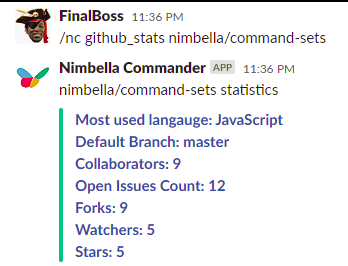 FinalBoss 11:36 PM
/nc github_stats nimbella/command-sets
Nimbella Commander APP 11:36 PM
nimbella/command-sets statistics
Most used langauge: JavaScript
Default Branch: master
Collaborators: 9
Open Issues Count: 12
Forks: 9
Watchers: 5
Stars: 5